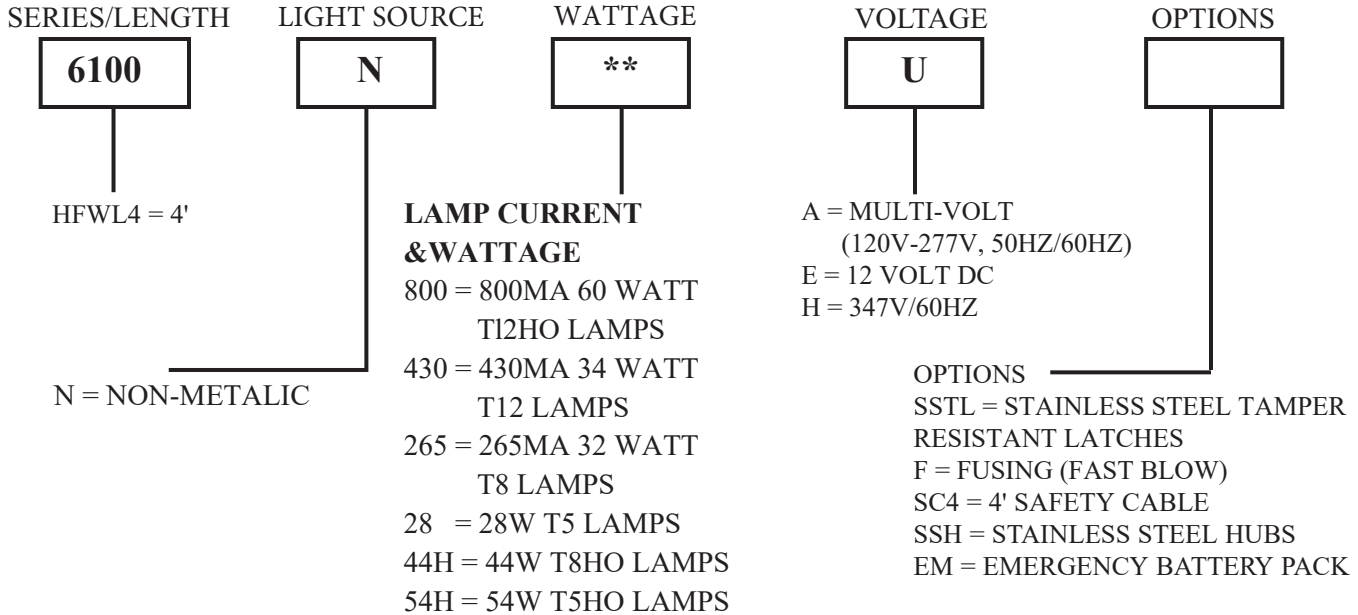 SERIES/LENGTH
LIGHT SOURCE
WATTAGE
VOLTAGE
OPTIONS
6100
N
**
U
HFWL4 = 4'
N = NON-METALIC
LAMP CURRENT
&WATTAGE
800 = 800MA 60 WATT
Tl2HO LAMPS
430 = 430MA 34 WATT
T12 LAMPS
265 = 265MA 32 WATT
T8 LAMPS
28 = 28W T5 LAMPS
44H = 44W T8HO LAMPS
54H = 54W T5HO LAMPS
A = MULTI-VOLT
(120V-277V, 50HZ/60HZ)
E = 12 VOLT DC
H = 347V/60HZ
OPTIONS
SSTL = STAINLESS STEEL TAMPER
RESISTANT LATCHES
F = FUSING (FAST BLOW)
SC4 = 4' SAFETY CABLE
SSH = STAINLESS STEEL HUBS
EM = EMERGENCY BATTERY PACK